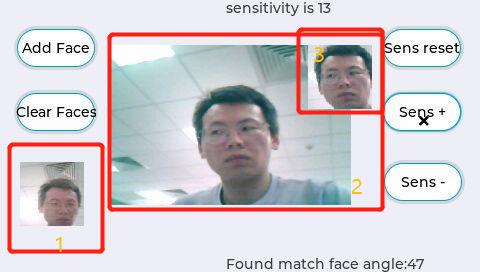 sensitivity is 13
Add Face
3
Sens reset
Clear Faces
Sens +
2
Sens -
1
Found match face angle:47